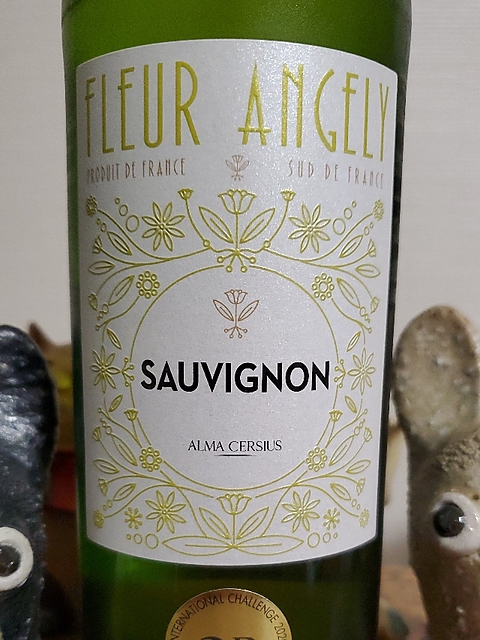 FLEUR ANGELY
PRODUIT DE FRANCE
SUD DE FRANCE
SAUVIGNON
ALMA CERSIUS
INTERNATIONAL CHALLENGE